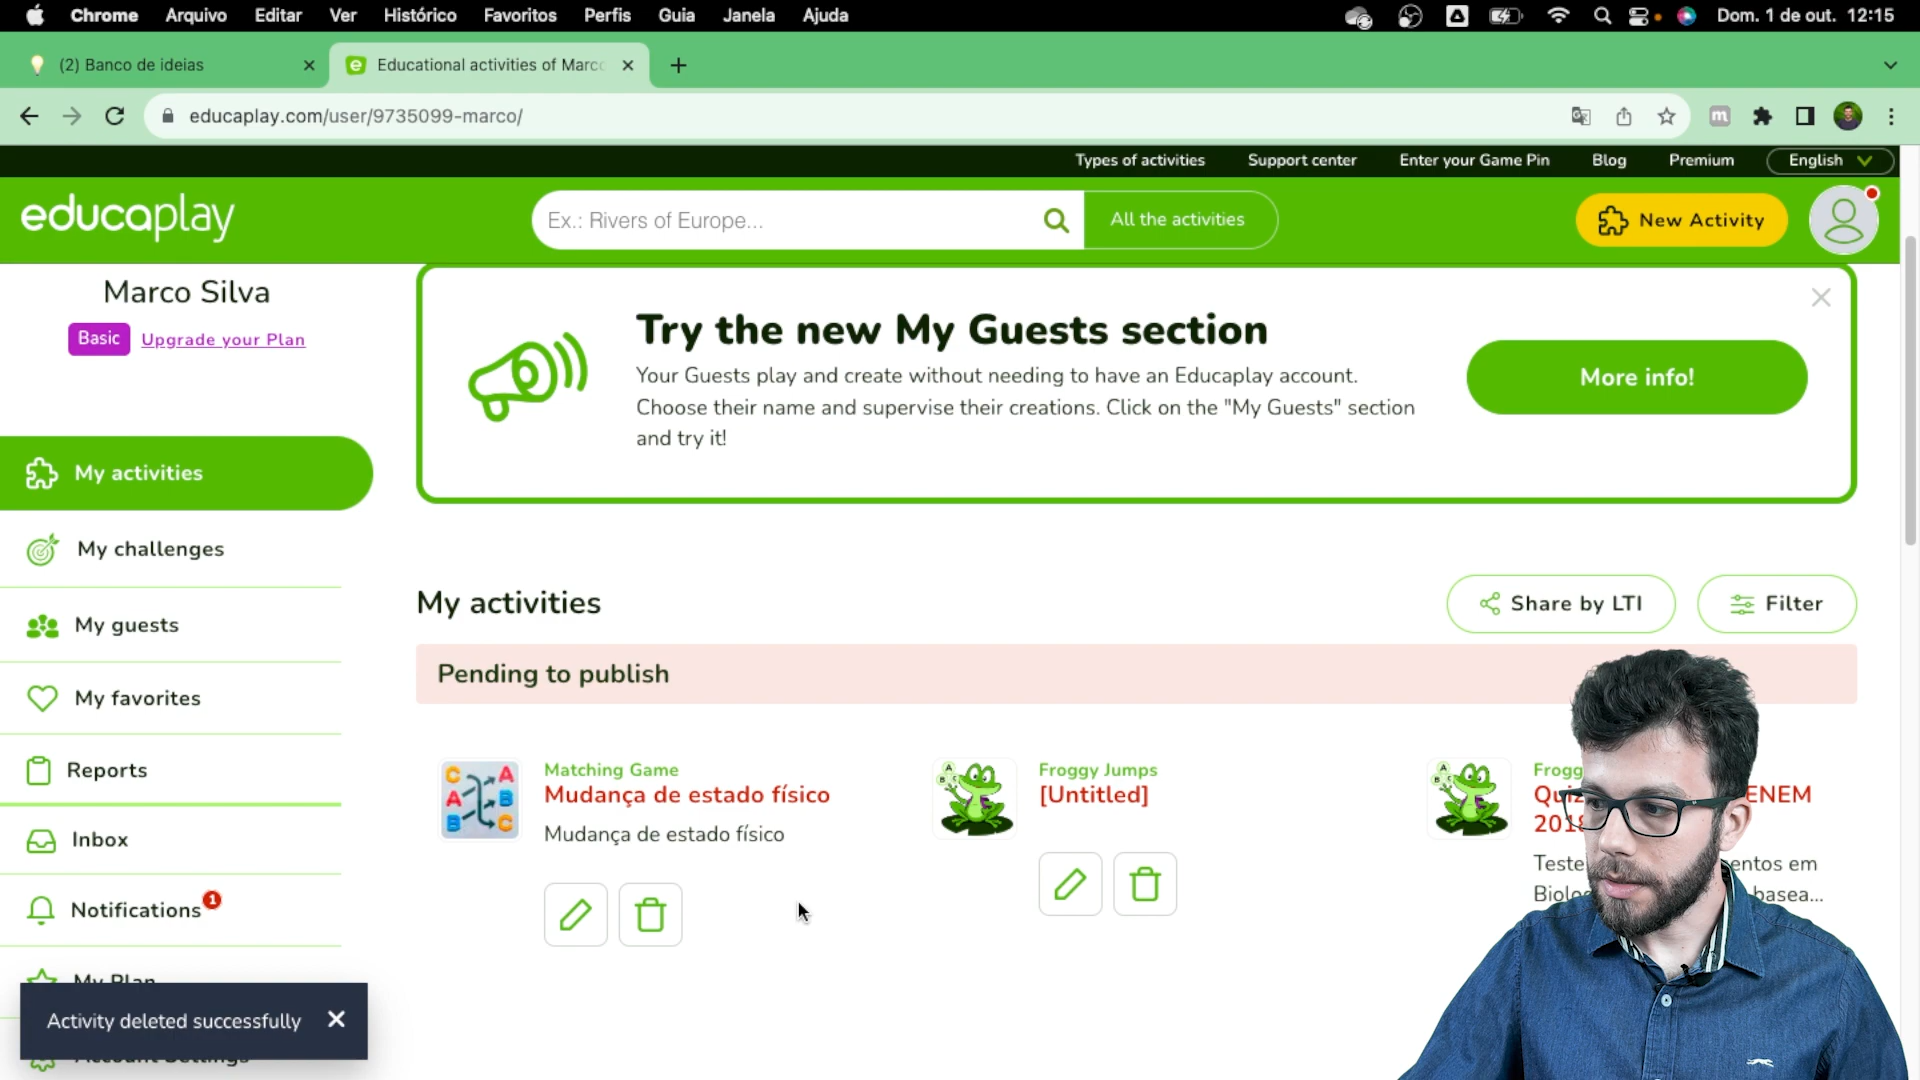 Chrome Arquivo Editar Ver Histórico Favoritos Perfis Guia Janela Ajuda Dom. 1 de out. 12:15
(2) Banco de ideias Educational activities of Marco
educaplay.com/user/9735099-marco/
Types of activities Support center Enter your Game Pin Blog Premium English
educaplay Ex.: Rivers of Europe... All the activities New Activity
Marco Silva
Basic Upgrade your Plan
Try the new My Guests section
Your Guests play and create without needing to have an Educaplay account.
Choose their name and supervise their creations. Click on the "My Guests" section
and try it!
More info!
My activities
My challenges
My guests
My favorites
Reports
Inbox
Notifications 1
My Plan
Account Settings
Activity deleted successfully
My activities Share by LTI Filter
Pending to publish
Matching Game
Mudança de estado físico
Mudança de estado físico
Froggy Jumps
[Untitled]
ENEM